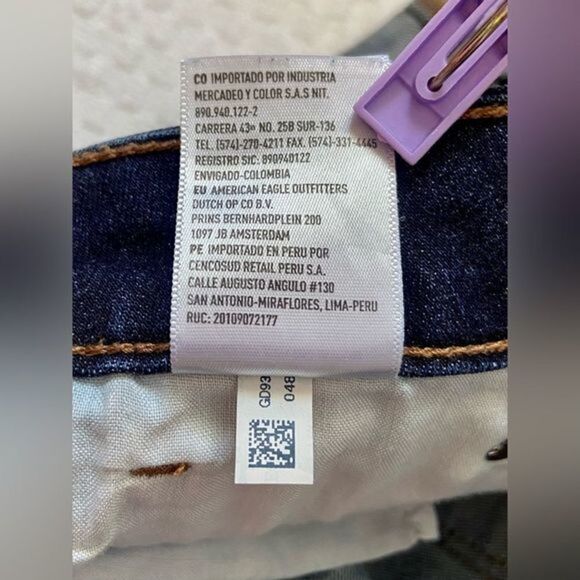 CO IMPORTADO POR INDUSTRIA
MERCADEO Y COLOR S.A.S NIT.
890.940.122-2
CARRERA 43ª NO. 25B SUR-136
TEL. (574)-270-4211 FAX. (574)-331-4445
REGISTRO SIC: 890940122
ENVIGADO-COLOMBIA
EU AMERICAN EAGLE OUTFITTERS
DUTCH OP CO B.V.
PRINS BERNHARDPLEIN 200
1097 JB AMSTERDAM
PE IMPORTADO EN PERU POR
CENCOSUD RETAIL PERU S.A.
CALLE AUGUSTO ANGULO #130
SAN ANTONIO-MIRAFLORES, LIMA-PERU
RUC: 20109072177
GD93
048